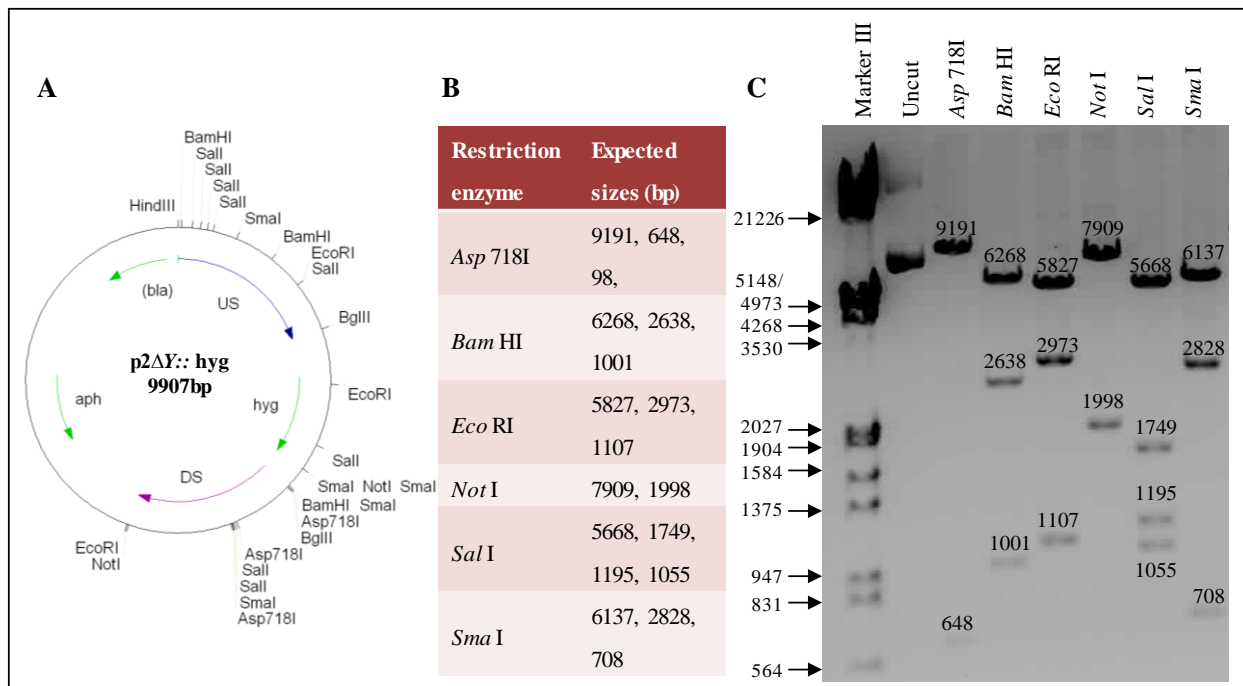 A
BamHI
SalI
SalI
SalI
SalI
HindIII
SmaI
BamHI
EcoRI
SalI
(bla)
US
BglII
p2ΔY:: hyg
9907bp
EcoRI
aph
hyg
DS
SalI
SmaI NotI SmaI
BamHI SmaI
Asp718I
BglII
EcoRI
NotI
Asp718I
SalI
SalI
SmaI
Asp718I
B
Restriction enzyme
Expected sizes (bp)
Asp 718I
9191, 648,
98,
Bam HI
6268, 2638,
1001
Eco RI
5827, 2973,
1107
Not I
7909, 1998
Sal I
5668, 1749,
1195, 1055
Sma I
6137, 2828,
708
C
Marker III
Uncut
Asp 718I
Bam HI
Eco RI
Not I
Sal I
Sma I
21226
5148/
4973
4268
3530
2027
1904
1584
1375
947
831
564
9191
648
6268
2638
1001
5827
2973
1107
7909
1998
5668
1749
1195
1055
6137
2828
708